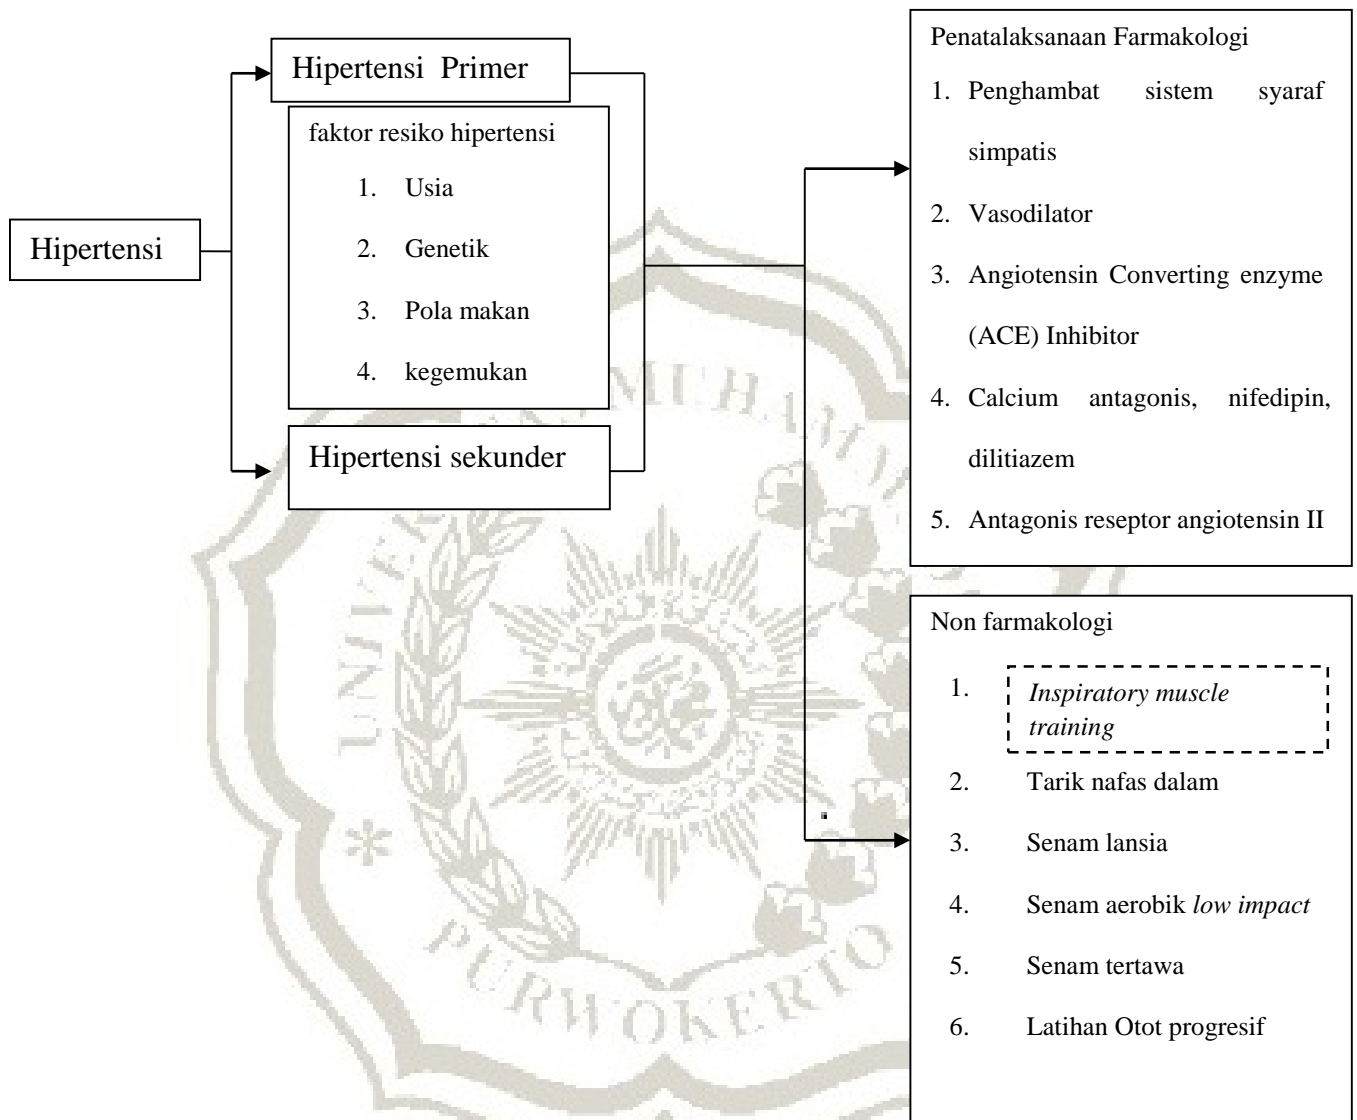 Hipertensi
Hipertensi Primer
faktor resiko hipertensi
1. Usia
2. Genetik
3. Pola makan
4. kegemukan
Hipertensi sekunder
Penatalaksanaan Farmakologi
1. Penghambat sistem syaraf
simpatis
2. Vasodilator
3. Angiotensin Converting enzyme
(ACE) Inhibitor
4. Calcium antagonis, nifedipin,
dilitiazem
5. Antagonis reseptor angiotensin II
Non farmakologi
1. Inspiratory muscle
training
2. Tarik nafas dalam
3. Senam lansia
4. Senam aerobik low impact
5. Senam tertawa
6. Latihan Otot progresif
PURWOKERTO